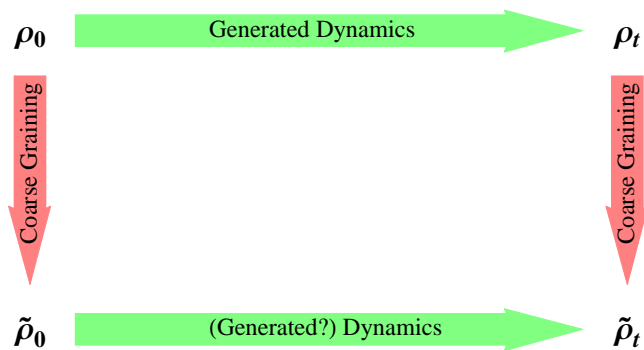 ρ₀ Generated Dynamics ρₜ
Coarse Graining
Coarse Graining
ρ̃₀ (Generated?) Dynamics ρ̃ₜ